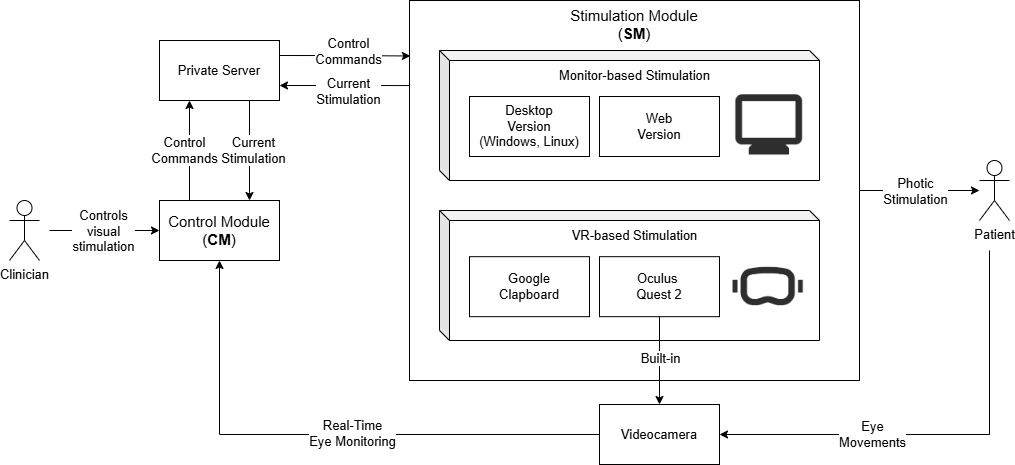 Stimulation Module
(SM)
Control
Commands
Private Server
Current
Stimulation
Monitor-based Stimulation
Desktop
Version
(Windows, Linux)
Web
Version
Control
Commands
Current
Stimulation
Photic
Stimulation
Patient
Clinician
Controls
visual
stimulation
Control Module
(CM)
VR-based Stimulation
Google
Clapboard
Oculus
Quest 2
Built-in
Real-Time
Eye Monitoring
Videocamera
Eye
Movements